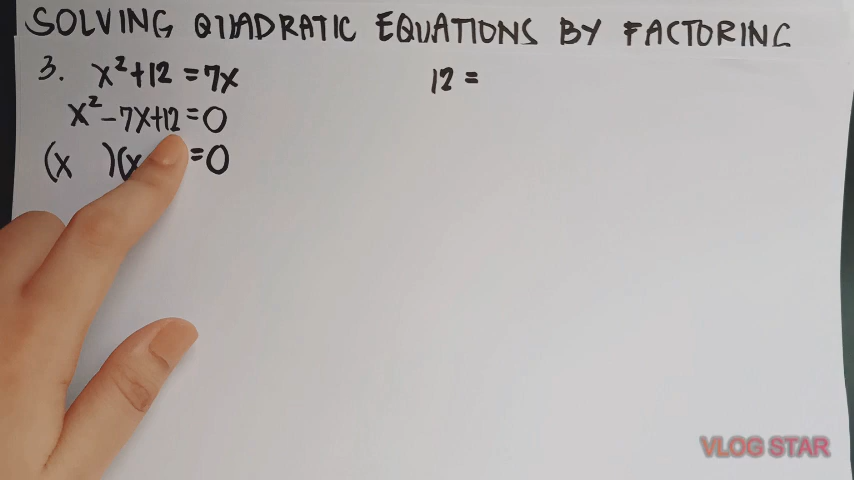 SOLVING QUADRATIC EQUATIONS BY FACTORING
3. x²+12 = 7x
12 =
x² - 7x+12 = 0
(x )(x = 0
VLOG STAR